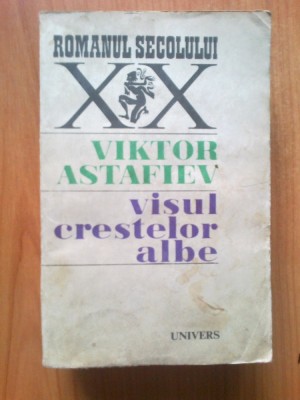 ROMANUL SECOLULUI
XX
VIKTOR
ASTAFIEV
visul
crestelor
albe
UNIVERS